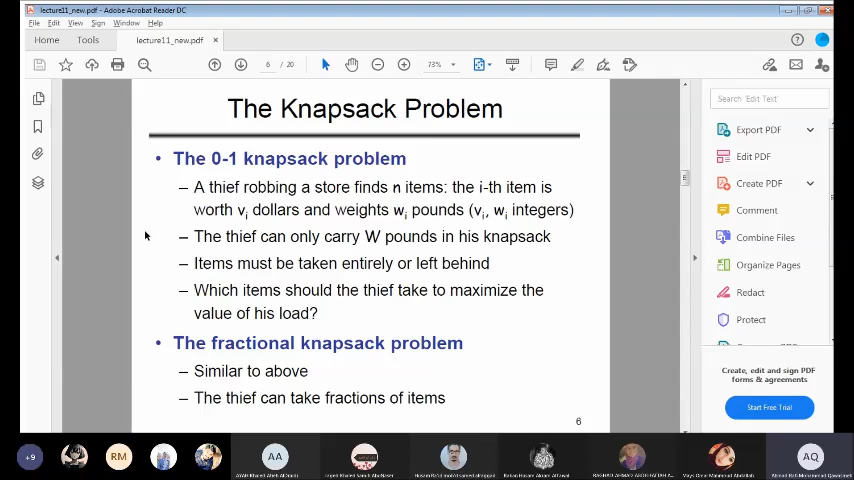 lecture11_new.pdf - Adobe Acrobat Reader DC
File Edit View Sign Window Help
Home Tools lecture11_new.pdf ×
6 / 20 73%
The Knapsack Problem
• The 0-1 knapsack problem
– A thief robbing a store finds n items: the i-th item is
worth vi dollars and weights wi pounds (vi, wi integers)
– The thief can only carry W pounds in his knapsack
– Items must be taken entirely or left behind
– Which items should the thief take to maximize the
value of his load?
• The fractional knapsack problem
– Similar to above
– The thief can take fractions of items
6
Search 'Edit Text'
Export PDF
Edit PDF
Create PDF
Comment
Combine Files
Organize Pages
Redact
Protect
Create, edit and sign PDF
forms & agreements
Start Free Trial
+9
RM
AA
AQ